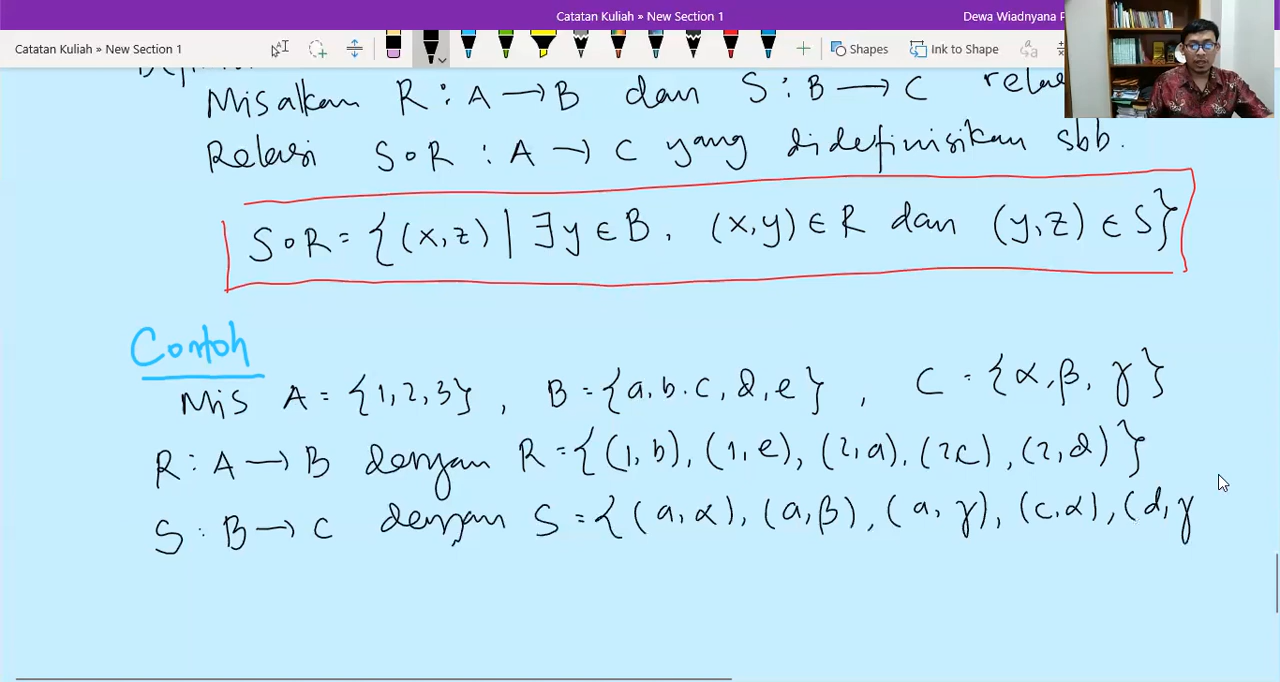 Catatan Kuliah » New Section 1
Dewa Wiadnyana
Catatan Kuliah » New Section 1
Shapes
Ink to Shape
Misalkan R : A → B dan S : B → C
Relasi S∘R : A → C yang didefinisikan sbb.
S∘R = {(x,z) | ∃y ∈ B, (x,y) ∈ R dan (y,z) ∈ S}
Contoh
Mis A = {1,2,3}, B = {a,b.c,d,e}, C = {α,β,γ}
R : A → B dengan R = {(1,b), (1,e), (2,a), (2c), (2,d)}
S : B → C dengan S = {(a,α), (a,β), (a,γ), (c,α), (d,γ